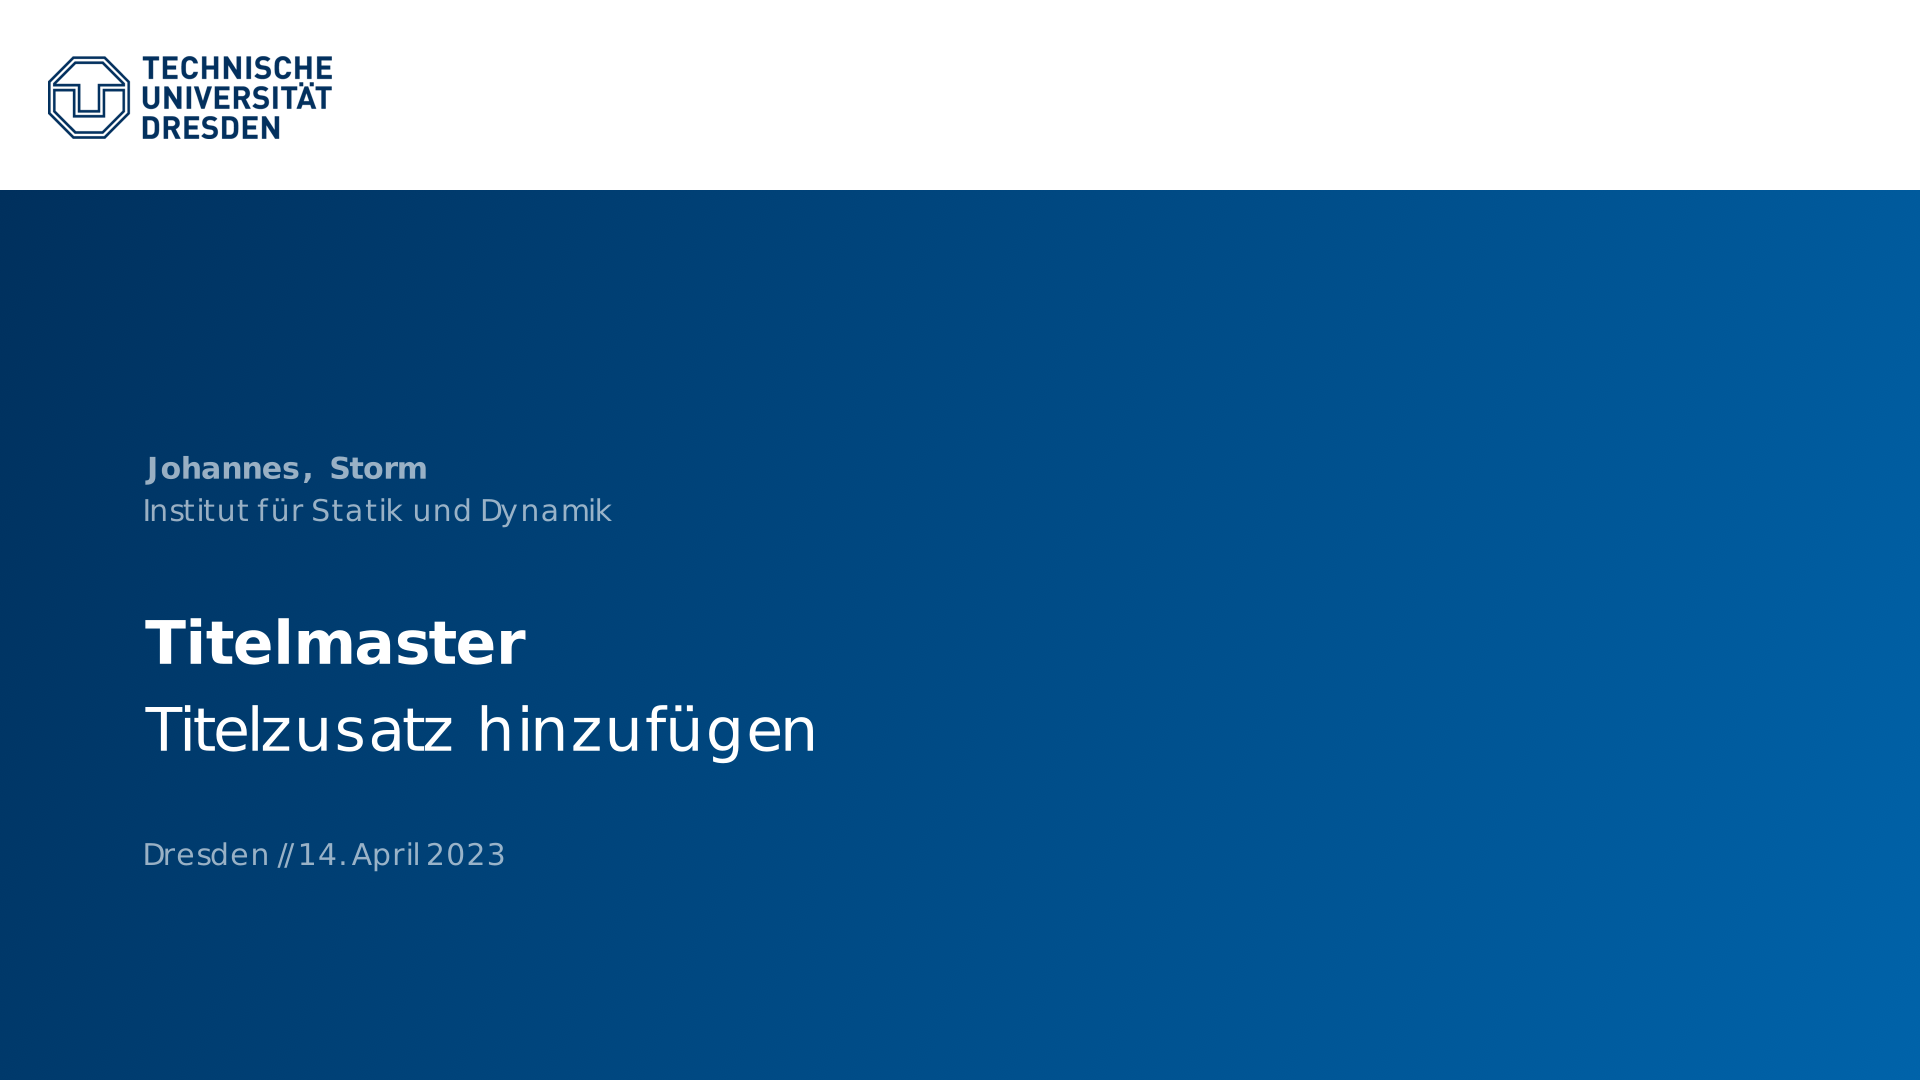 TECHNISCHE
UNIVERSITÄT
DRESDEN
Johannes, Storm
Institut für Statik und Dynamik
Titelmaster
Titelzusatz hinzufügen
Dresden // 14. April 2023